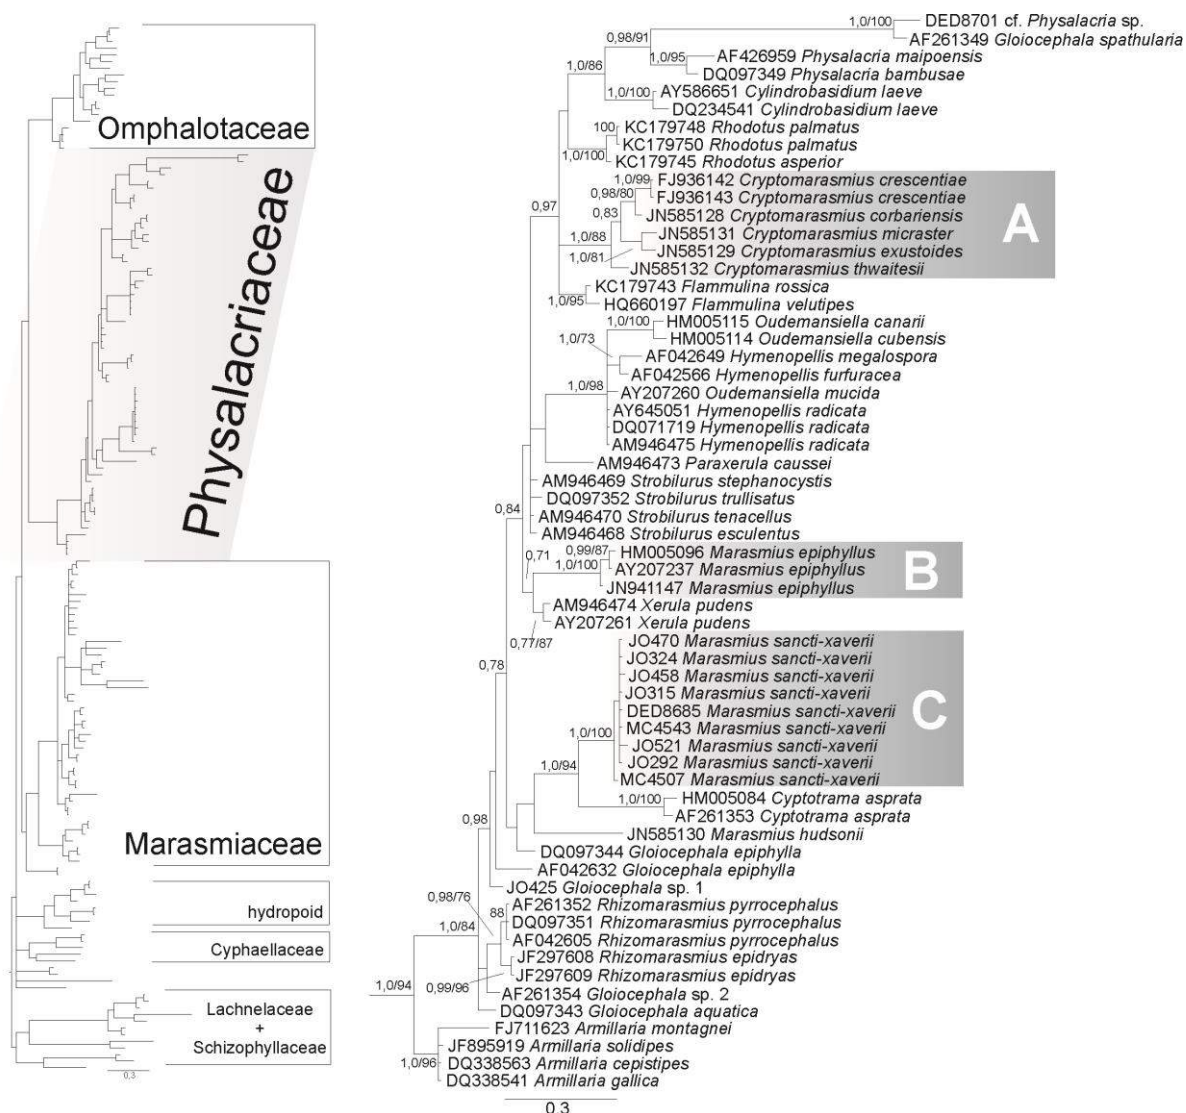 Omphalotaceae
Physalacriaceae
Marasmiaceae
hydropoid
Cyphaellaceae
Lachnelaceae
+
Schizophyllaceae
0,3
1,0/100
DED8701 cf. Physalacria sp.
AF261349 Gloiocephala spathularia
0,98/91
1,0/95
AF426959 Physalacria maipoensis
DQ097349 Physalacria bambusae
1,0/86
1,0/100
AY586651 Cylindrobasidium laeve
DQ234541 Cylindrobasidium laeve
100
KC179748 Rhodotus palmatus
KC179750 Rhodotus palmatus
1,0/100
KC179745 Rhodotus asperior
1,0/99
FJ936142 Cryptomarasmius crescentiae
0,98/80
FJ936143 Cryptomarasmius crescentiae
0,97
0,83
JN585128 Cryptomarasmius corbariensis
1,0/88
JN585131 Cryptomarasmius micraster
JN585129 Cryptomarasmius exustoides
1,0/81
JN585132 Cryptomarasmius thwaitesii
A
KC179743 Flammulina rossica
1,0/95
HQ660197 Flammulina velutipes
1,0/100
HM005115 Oudemansiella canarii
HM005114 Oudemansiella cubensis
1,0/73
AF042649 Hymenopellis megalospora
AF042566 Hymenopellis furfuracea
1,0/98
AY207260 Oudemansiella mucida
AY645051 Hymenopellis radicata
DQ071719 Hymenopellis radicata
AM946475 Hymenopellis radicata
AM946473 Paraxerula caussei
AM946469 Strobilurus stephanocystis
DQ097352 Strobilurus trullisatus
0,84
AM946470 Strobilurus tenacellus
AM946468 Strobilurus esculentus
0,71
0,99/87
HM005096 Marasmius epiphyllus
1,0/100
AY207237 Marasmius epiphyllus
JN941147 Marasmius epiphyllus
B
AM946474 Xerula pudens
AY207261 Xerula pudens
0,77/87
0,78
JO470 Marasmius sancti-xaverii
JO324 Marasmius sancti-xaverii
JO458 Marasmius sancti-xaverii
JO315 Marasmius sancti-xaverii
DED8685 Marasmius sancti-xaverii
MC4543 Marasmius sancti-xaverii
1,0/100
JO521 Marasmius sancti-xaverii
JO292 Marasmius sancti-xaverii
MC4507 Marasmius sancti-xaverii
C
1,0/94
1,0/100
HM005084 Cyptotrama asprata
AF261353 Cyptotrama asprata
0,98
JN585130 Marasmius hudsonii
DQ097344 Gloiocephala epiphylla
AF042632 Gloiocephala epiphylla
JO425 Gloiocephala sp. 1
0,98/76
88
AF261352 Rhizomarasmius pyrrocephalus
DQ097351 Rhizomarasmius pyrrocephalus
1,0/84
AF042605 Rhizomarasmius pyrrocephalus
JF297608 Rhizomarasmius epidryas
JF297609 Rhizomarasmius epidryas
1,0/94
0,99/96
AF261354 Gloiocephala sp. 2
DQ097343 Gloiocephala aquatica
FJ711623 Armillaria montagnei
JF895919 Armillaria solidipes
1,0/96
DQ338563 Armillaria cepistipes
DQ338541 Armillaria gallica
0.3